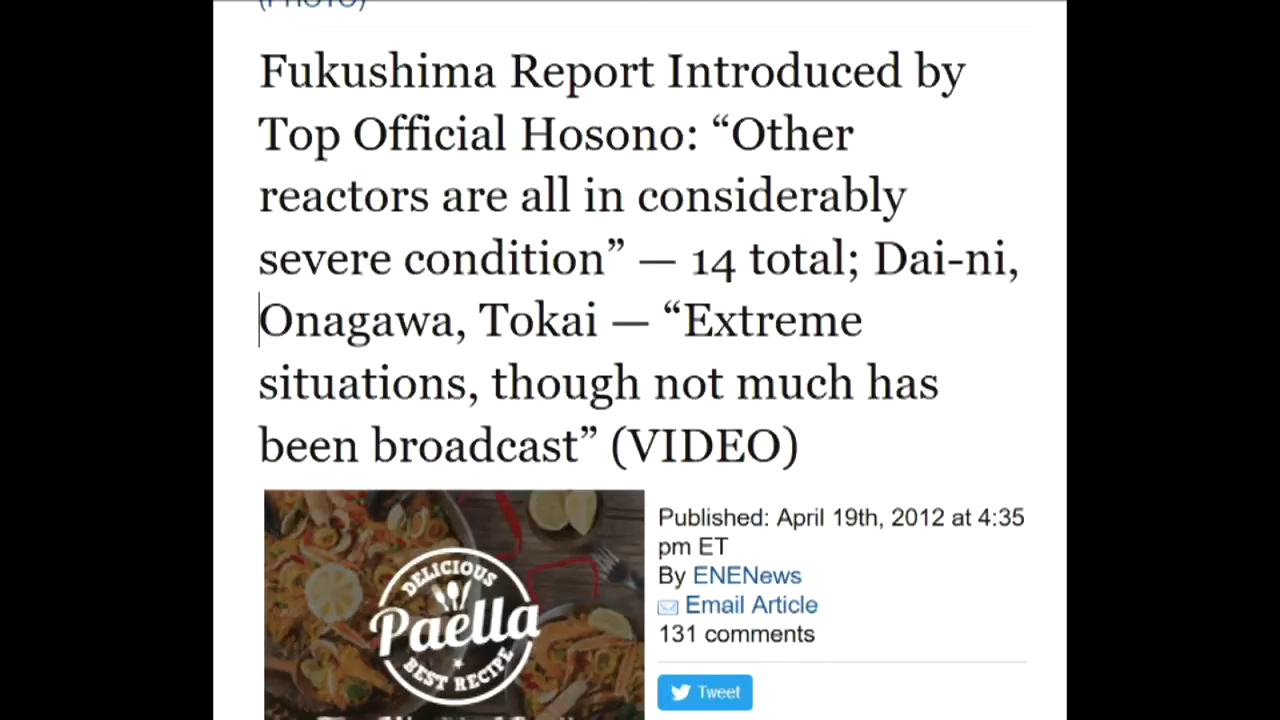 (PHOTO)
Fukushima Report Introduced by
Top Official Hosono: “Other
reactors are all in considerably
severe condition” — 14 total; Dai-ni,
Onagawa, Tokai — “Extreme
situations, though not much has
been broadcast” (VIDEO)
DELICIOUS
Paella
BEST RECIPE
Published: April 19th, 2012 at 4:35
pm ET
By ENENews
Email Article
131 comments
Tweet